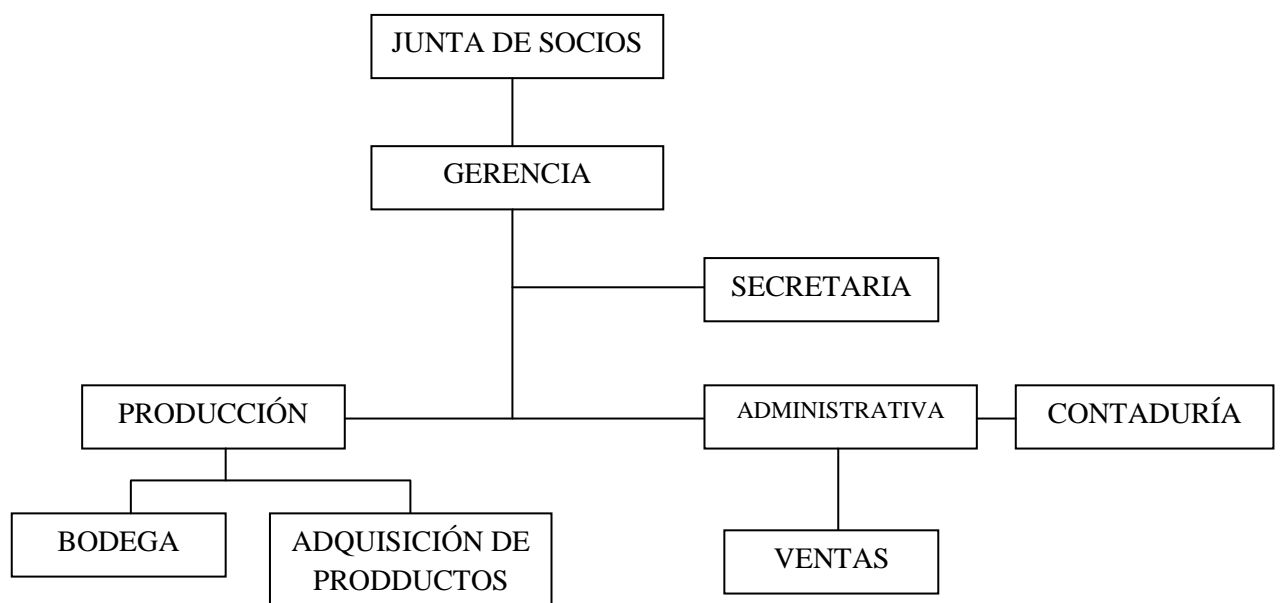 JUNTA DE SOCIOS
GERENCIA
SECRETARIA
PRODUCCIÓN
ADMINISTRATIVA
CONTADURÍA
BODEGA
ADQUISICIÓN DE
PRODDUCTOS
VENTAS